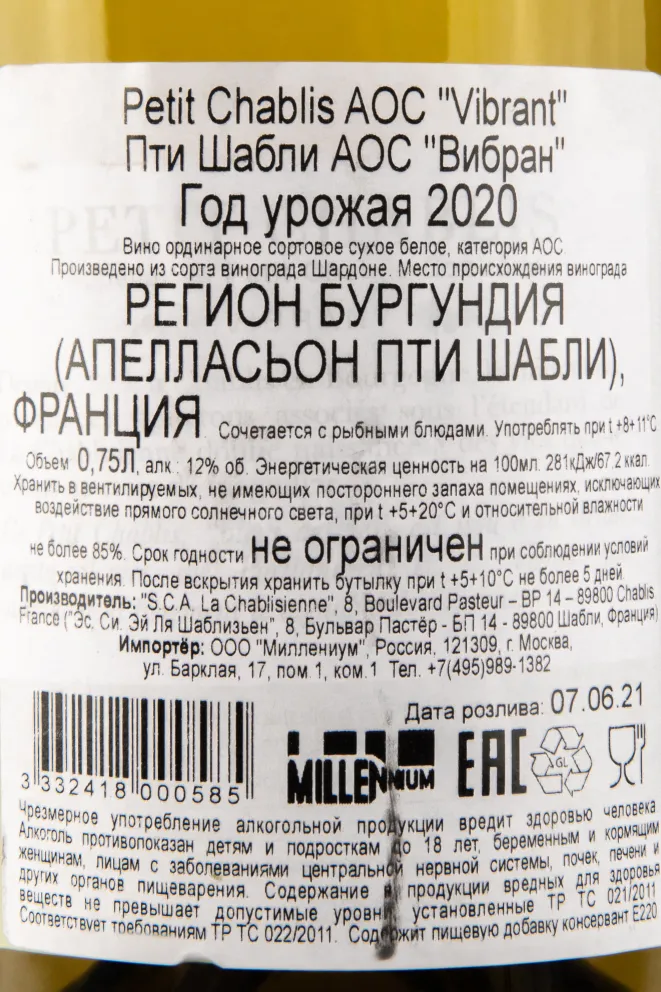 Petit Chablis AOC "Vibrant"
Пти Шабли АОС "Вибран"
Год урожая 2020
Вино ординарное сортовое сухое белое, категория АОС
Произведено из сорта винограда Шардоне. Место происхождения винограда
РЕГИОН БУРГУНДИЯ
(АПЕЛЛАСЬОН ПТИ ШАБЛИ),
ФРАНЦИЯ. Сочетается с рыбными блюдами. Употреблять при t +8+11°C
Объем 0,75Л, алк.: 12% об. Энергетическая ценность на 100мл. 281кДж/67,2 ккал.
Хранить в вентилируемых, не имеющих постороннего запаха помещениях, исключающих
воздействие прямого солнечного света, при t +5+20°C и относительной влажности
не более 85%. Срок годности не ограничен при соблюдении условий
хранения. После вскрытия хранить бутылку при t +5+10°C не более 5 дней.
Производитель: "S.C.A. La Chablisienne", 8, Boulevard Pasteur – BP 14 – 89800 Chablis
France ("Эс. Си. Эй Ля Шаблизьен", 8, Бульвар Пастёр - БП 14 - 89800 Шабли, Франция)
Импортёр: ООО "Миллениум", Россия, 121309, г. Москва,
ул. Барклая, 17, пом.1, ком.1 Тел. +7(495)989-1382
Дата розлива: 07.06.21
3 332418 000585
MILLENNIUM
EAC
GL
Чрезмерное употребление алкогольной продукции вредит здоровью человека
Алкоголь противопоказан детям и подросткам до 18 лет, беременным и кормящим
женщинам, лицам с заболеваниями центральной нервной системы, почек, печени и
других органов пищеварения. Содержание в продукции вредных для здоровья
веществ не превышает допустимые уровни, установленные ТР ТС 021/2011
Соответствует требованиям ТР ТС 022/2011. Содержит пищевую добавку консервант Е220